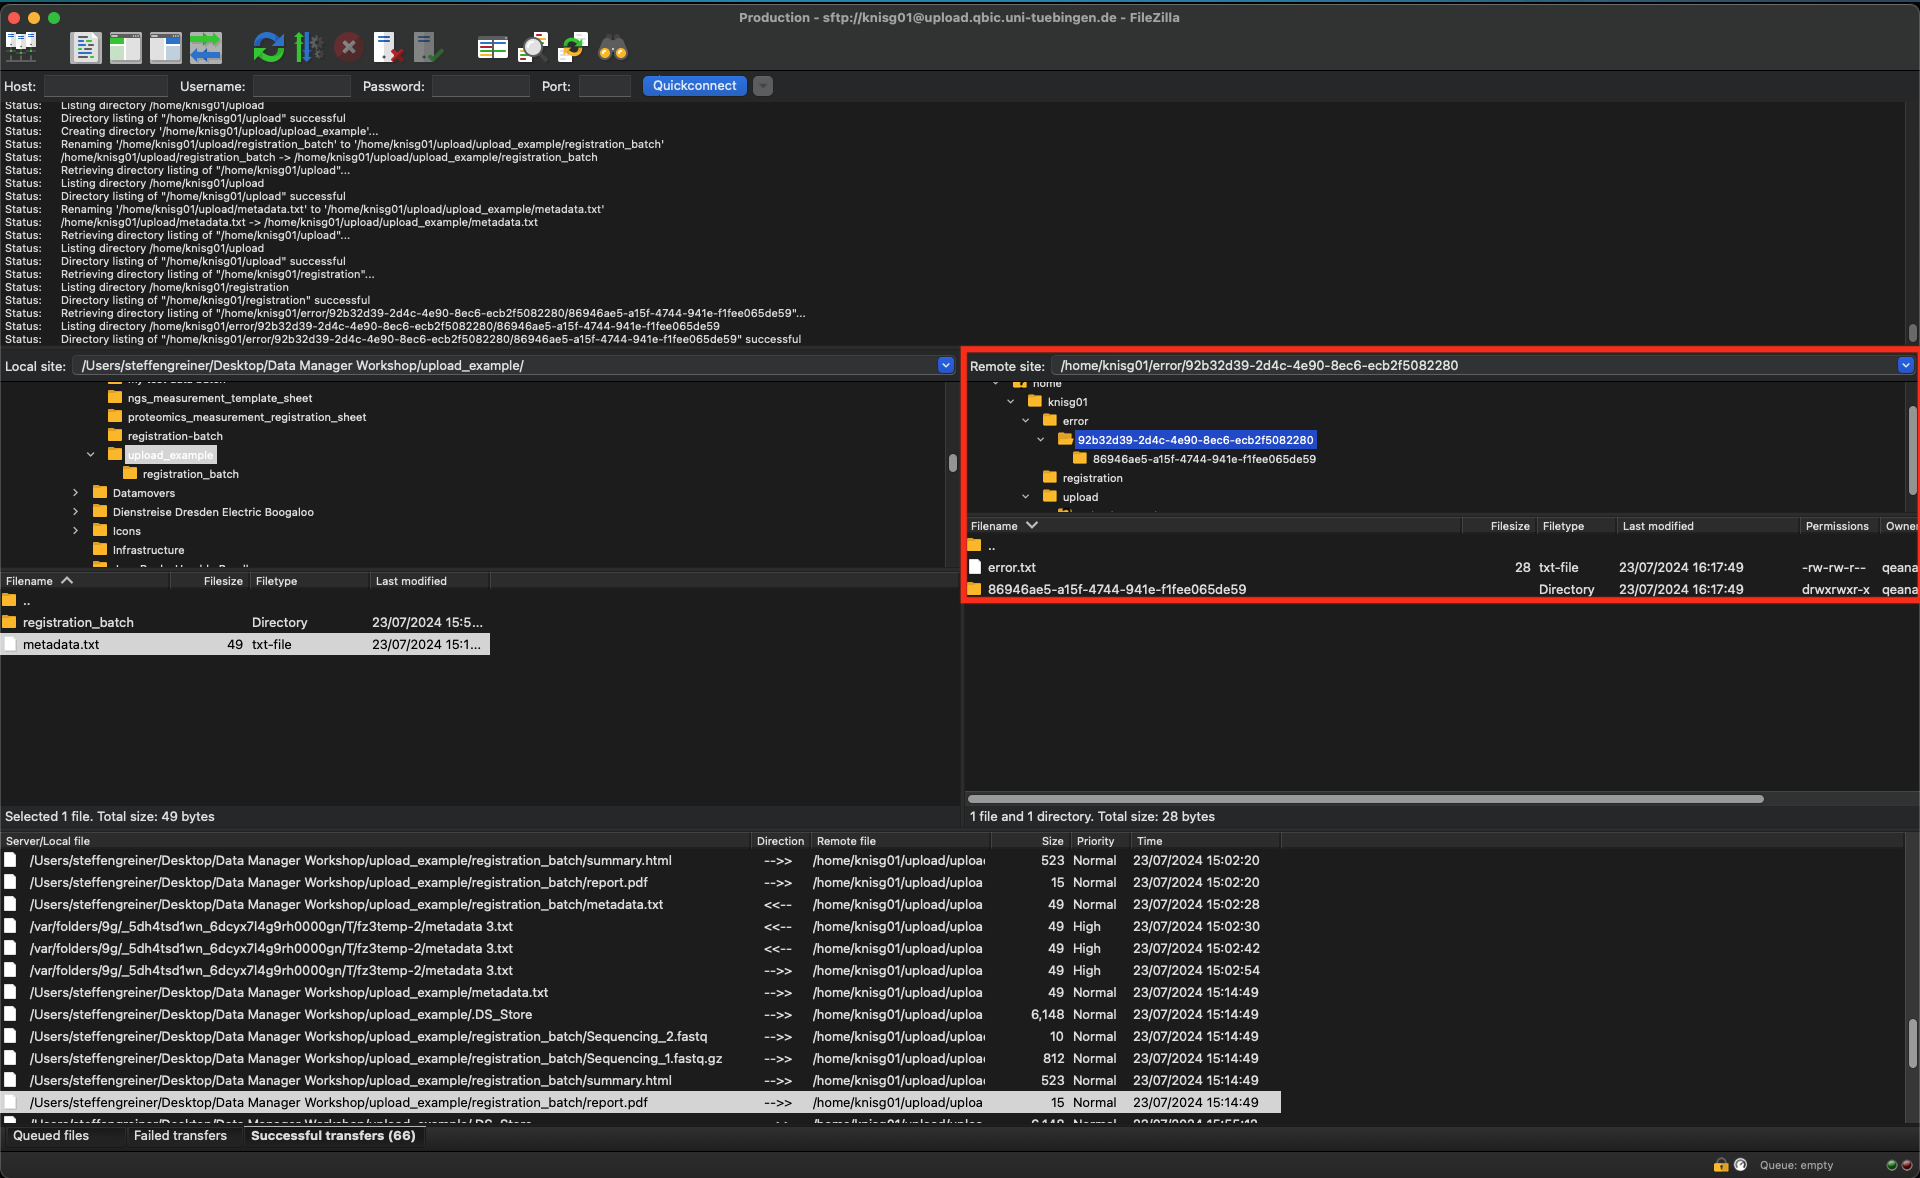 Production - sftp://knisg01@upload.qbic.uni-tuebingen.de - FileZilla
Host: Username: Password: Port: Quickconnect
Status: Listing directory /home/knisg01/upload
Status: Directory listing of "/home/knisg01/upload" successful
Status: Creating directory '/home/knisg01/upload/upload_example'...
Status: Renaming '/home/knisg01/upload/registration_batch' to '/home/knisg01/upload/upload_example/registration_batch'
Status: /home/knisg01/upload/registration_batch -> /home/knisg01/upload/upload_example/registration_batch
Status: Retrieving directory listing of "/home/knisg01/upload"...
Status: Listing directory /home/knisg01/upload
Status: Directory listing of "/home/knisg01/upload" successful
Status: Renaming '/home/knisg01/upload/metadata.txt' to '/home/knisg01/upload/upload_example/metadata.txt'
Status: /home/knisg01/upload/metadata.txt -> /home/knisg01/upload/upload_example/metadata.txt
Status: Retrieving directory listing of "/home/knisg01/upload"...
Status: Listing directory /home/knisg01/upload
Status: Directory listing of "/home/knisg01/upload" successful
Status: Retrieving directory listing of "/home/knisg01/registration"...
Status: Listing directory /home/knisg01/registration
Status: Directory listing of "/home/knisg01/registration" successful
Status: Retrieving directory listing of "/home/knisg01/error/92b32d39-2d4c-4e90-8ec6-ecb2f5082280/86946ae5-a15f-4744-941e-f1fee065de59"...
Status: Listing directory /home/knisg01/error/92b32d39-2d4c-4e90-8ec6-ecb2f5082280/86946ae5-a15f-4744-941e-f1fee065de59
Status: Directory listing of "/home/knisg01/error/92b32d39-2d4c-4e90-8ec6-ecb2f5082280/86946ae5-a15f-4744-941e-f1fee065de59" successful
Local site: /Users/steffengreiner/Desktop/Data Manager Workshop/upload_example/
ngs_measurement_template_sheet
proteomics_measurement_registration_sheet
registration-batch
upload_example
registration_batch
Datamovers
Dienstreise Dresden Electric Boogaloo
Icons
Infrastructure
Filename Filesize Filetype Last modified
..
registration_batch Directory 23/07/2024 15:5...
metadata.txt 49 txt-file 23/07/2024 15:1...
Selected 1 file. Total size: 49 bytes
Remote site: /home/knisg01/error/92b32d39-2d4c-4e90-8ec6-ecb2f5082280
home
knisg01
error
92b32d39-2d4c-4e90-8ec6-ecb2f5082280
86946ae5-a15f-4744-941e-f1fee065de59
registration
upload
Filename Filesize Filetype Last modified Permissions Owne
..
error.txt 28 txt-file 23/07/2024 16:17:49 -rw-rw-r-- qeana
86946ae5-a15f-4744-941e-f1fee065de59 Directory 23/07/2024 16:17:49 drwxrwxr-x qeana
1 file and 1 directory. Total size: 28 bytes
Server/Local file Direction Remote file Size Priority Time
/Users/steffengreiner/Desktop/Data Manager Workshop/upload_example/registration_batch/summary.html -->> /home/knisg01/upload/uploa 523 Normal 23/07/2024 15:02:20
/Users/steffengreiner/Desktop/Data Manager Workshop/upload_example/registration_batch/report.pdf -->> /home/knisg01/upload/uploa 15 Normal 23/07/2024 15:02:20
/Users/steffengreiner/Desktop/Data Manager Workshop/upload_example/registration_batch/metadata.txt <<-- /home/knisg01/upload/uploa 49 Normal 23/07/2024 15:02:28
/var/folders/9g/_5dh4tsd1wn_6dcyx7l4g9rh0000gn/T/fz3temp-2/metadata 3.txt <<-- /home/knisg01/upload/uploa 49 High 23/07/2024 15:02:30
/var/folders/9g/_5dh4tsd1wn_6dcyx7l4g9rh0000gn/T/fz3temp-2/metadata 3.txt <<-- /home/knisg01/upload/uploa 49 High 23/07/2024 15:02:42
/var/folders/9g/_5dh4tsd1wn_6dcyx7l4g9rh0000gn/T/fz3temp-2/metadata 3.txt -->> /home/knisg01/upload/uploa 49 High 23/07/2024 15:02:54
/Users/steffengreiner/Desktop/Data Manager Workshop/upload_example/metadata.txt -->> /home/knisg01/upload/uploa 49 Normal 23/07/2024 15:14:49
/Users/steffengreiner/Desktop/Data Manager Workshop/upload_example/.DS_Store -->> /home/knisg01/upload/uploa 6,148 Normal 23/07/2024 15:14:49
/Users/steffengreiner/Desktop/Data Manager Workshop/upload_example/registration_batch/Sequencing_2.fastq -->> /home/knisg01/upload/uploa 10 Normal 23/07/2024 15:14:49
/Users/steffengreiner/Desktop/Data Manager Workshop/upload_example/registration_batch/Sequencing_1.fastq.gz -->> /home/knisg01/upload/uploa 812 Normal 23/07/2024 15:14:49
/Users/steffengreiner/Desktop/Data Manager Workshop/upload_example/registration_batch/summary.html -->> /home/knisg01/upload/uploa 523 Normal 23/07/2024 15:14:49
/Users/steffengreiner/Desktop/Data Manager Workshop/upload_example/registration_batch/report.pdf -->> /home/knisg01/upload/uploa 15 Normal 23/07/2024 15:14:49
Queued files Failed transfers Successful transfers (66)
Queue: empty